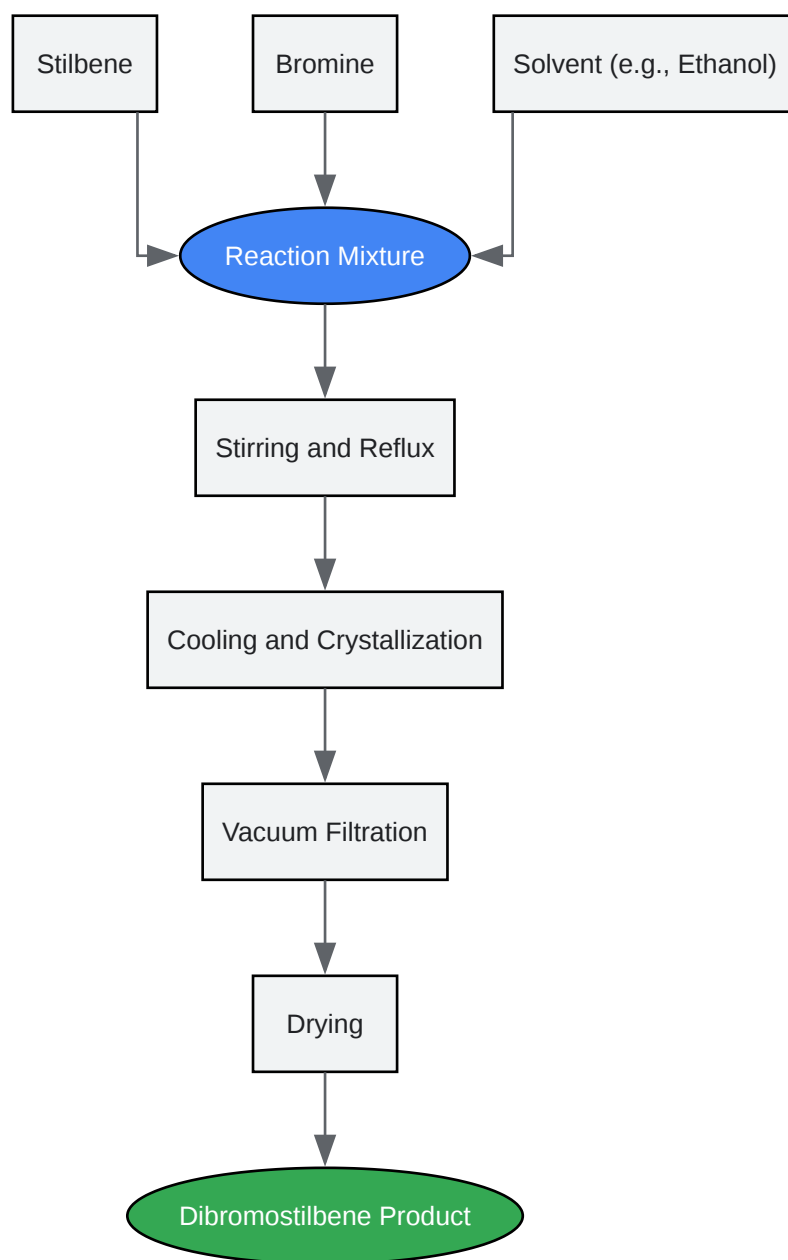 Stilbene
Bromine
Solvent (e.g., Ethanol)
Reaction Mixture
Stirring and Reflux
Cooling and Crystallization
Vacuum Filtration
Drying
Dibromostilbene Product